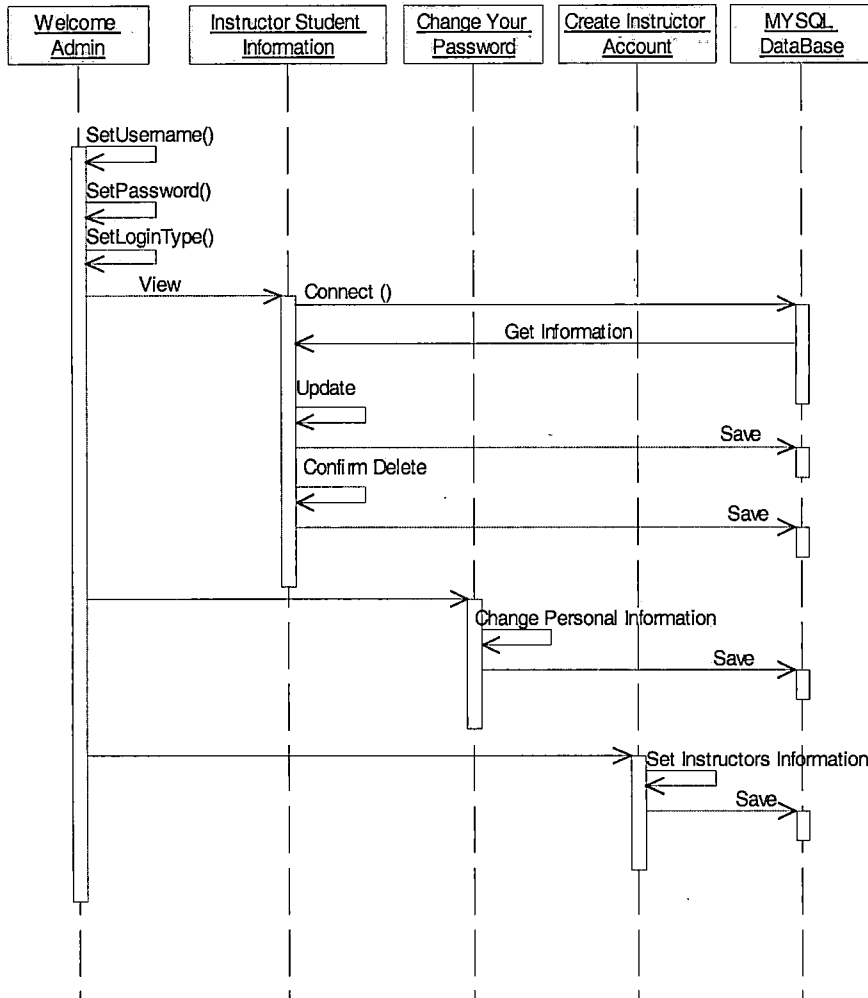 Welcome
Admin
Instructor Student
Information
Change Your
Password
Create Instructor
Account
MYSQL
DataBase
SetUsername()
SetPassword()
SetLoginType()
View
Connect ()
Get Information
Update
Save
Confirm Delete
Save
Change Personal Information
Save
Set Instructors Information
Save